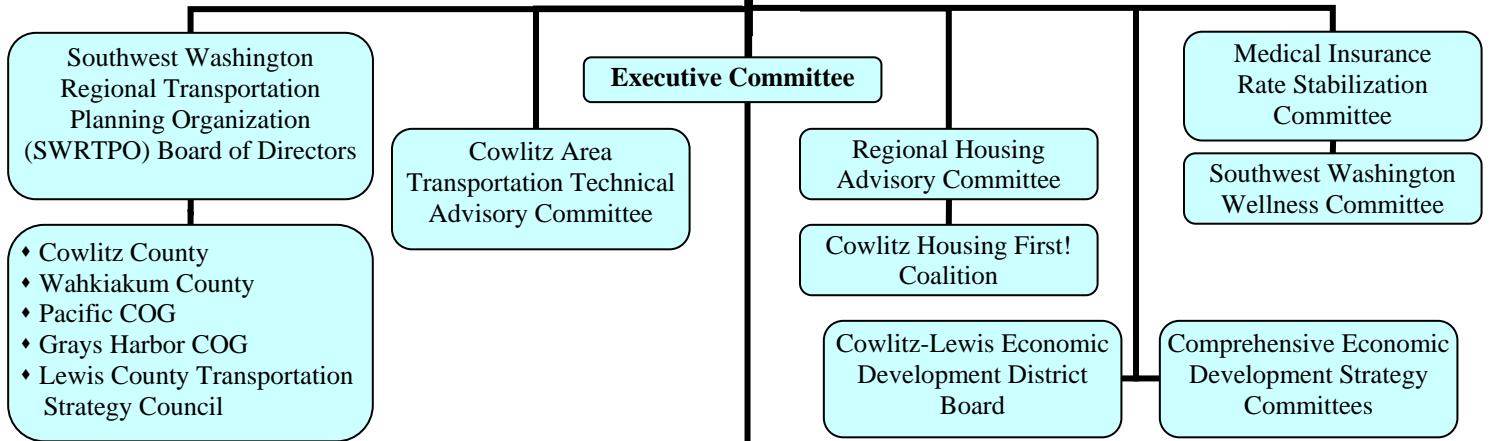 Southwest Washington
Regional Transportation
Planning Organization
(SWRTPO) Board of Directors
♦ Cowlitz County
♦ Wahkiakum County
♦ Pacific COG
♦ Grays Harbor COG
♦ Lewis County Transportation
Strategy Council
Cowlitz Area
Transportation Technical
Advisory Committee
Executive Committee
Regional Housing
Advisory Committee
Cowlitz Housing First!
Coalition
Cowlitz-Lewis Economic
Development District
Board
Comprehensive Economic
Development Strategy
Committees
Medical Insurance
Rate Stabilization
Committee
Southwest Washington
Wellness Committee